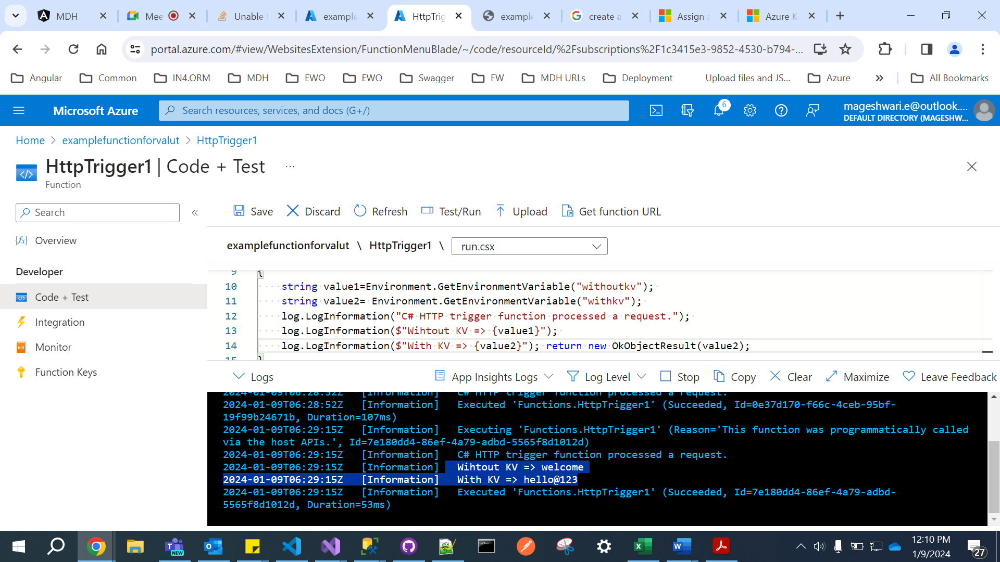 MDH
Mee
Unable t
example
HttpTrig
example
create a
Assign a
Azure K
portal.azure.com/#view/WebsitesExtension/FunctionMenuBlade/~/code/resourceId/%2Fsubscriptions%2F1c3415e3-9852-4530-b794-...
Angular
Common
IN4.ORM
MDH
EWO
EWO
Swagger
FW
MDH URLs
Deployment
Upload files and JS...
Azure
»
All Bookmarks
Microsoft Azure
Search resources, services, and docs (G+/)
6
mageshwari.e@outlook....
DEFAULT DIRECTORY (MAGESHW...
Home > examplefunctionforvalut > HttpTrigger1
HttpTrigger1 | Code + Test ...
Function
Search
«
Save
Discard
Refresh
Test/Run
Upload
Get function URL
Overview
Developer
Code + Test
Integration
Monitor
Function Keys
examplefunctionforvalut \ HttpTrigger1 \ run.csx
9 {
10 string value1=Environment.GetEnvironmentVariable("withoutkv");
11 string value2= Environment.GetEnvironmentVariable("withkv");
12 log.LogInformation("C# HTTP trigger function processed a request.");
13 log.LogInformation($"Wihtout KV => {value1}");
14 log.LogInformation($"With KV => {value2}"); return new OkObjectResult(value2);
15 }
Logs
App Insights Logs
Log Level
Stop
Copy
Clear
Maximize
Leave Feedback
2024-01-09T06:28:52Z [Information] C# HTTP trigger function processed a request.
2024-01-09T06:28:52Z [Information] Executed 'Functions.HttpTrigger1' (Succeeded, Id=0e37d170-f66c-4ceb-95bf-
19f99b24671b, Duration=107ms)
2024-01-09T06:29:15Z [Information] Executing 'Functions.HttpTrigger1' (Reason='This function was programmatically called
via the host APIs.', Id=7e180dd4-86ef-4a79-adbd-5565f8d1012d)
2024-01-09T06:29:15Z [Information] C# HTTP trigger function processed a request.
2024-01-09T06:29:15Z [Information] Wihtout KV => welcome
2024-01-09T06:29:15Z [Information] With KV => hello@123
2024-01-09T06:29:15Z [Information] Executed 'Functions.HttpTrigger1' (Succeeded, Id=7e180dd4-86ef-4a79-adbd-
5565f8d1012d, Duration=53ms)
NEW
12:10 PM
1/9/2024
27